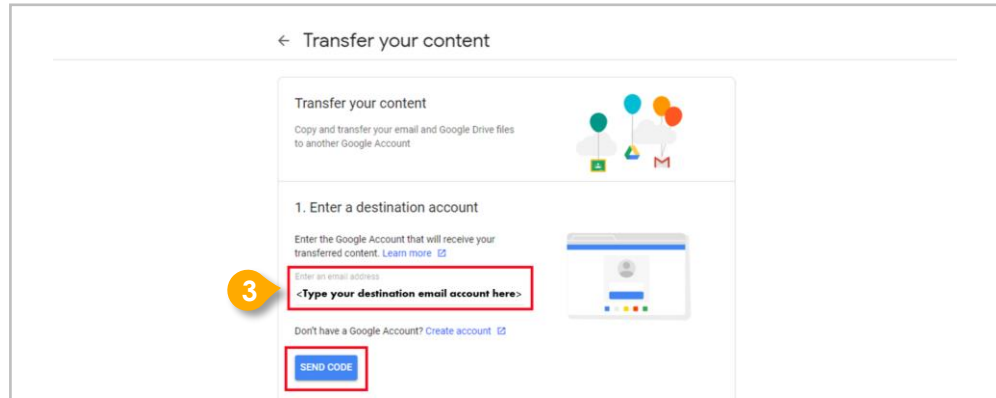 ← Transfer your content
Transfer your content
Copy and transfer your email and Google Drive files
to another Google Account
1. Enter a destination account
Enter the Google Account that will receive your
transferred content. Learn more
Enter an email address
<Type your destination email account here>
3
Don't have a Google Account? Create account
SEND CODE